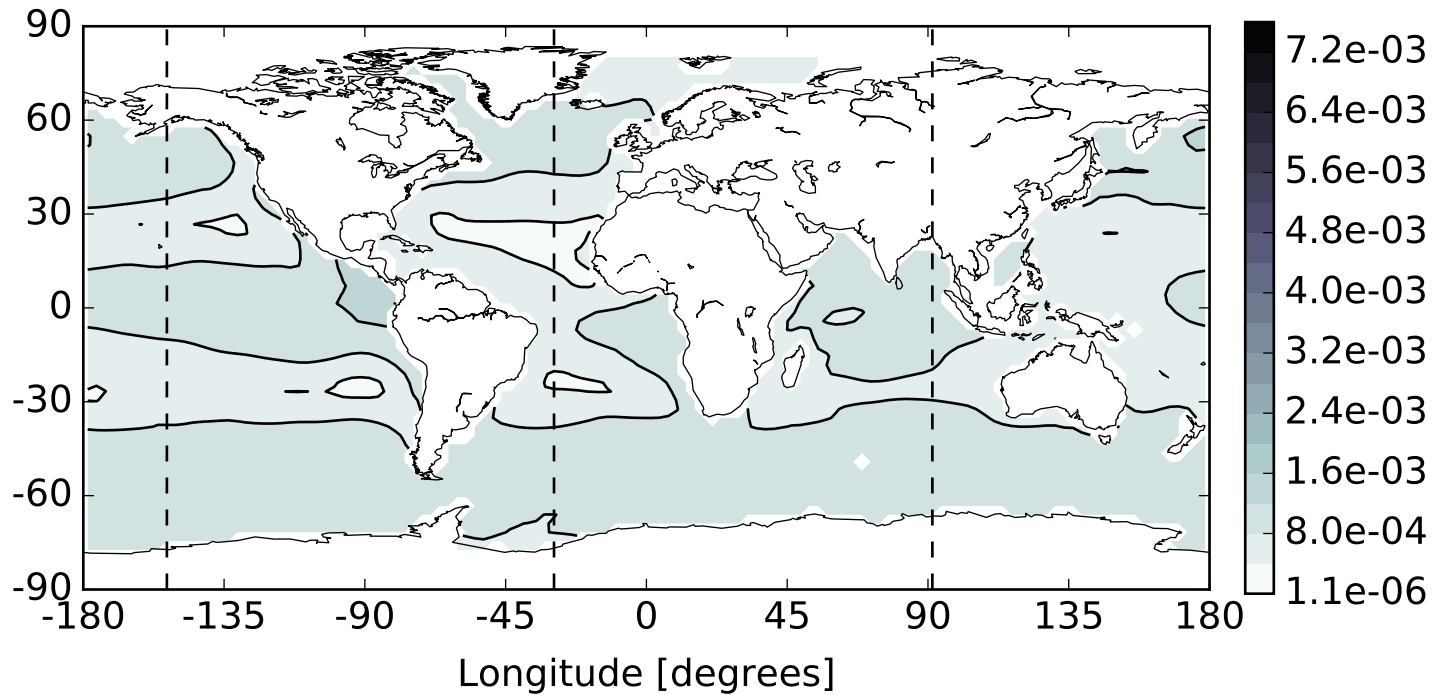 90
60
30
0
-30
-60
-90
-180 -135 -90 -45 0 45 90 135 180
Longitude [degrees]
7.2e-03
6.4e-03
5.6e-03
4.8e-03
4.0e-03
3.2e-03
2.4e-03
1.6e-03
8.0e-04
1.1e-06